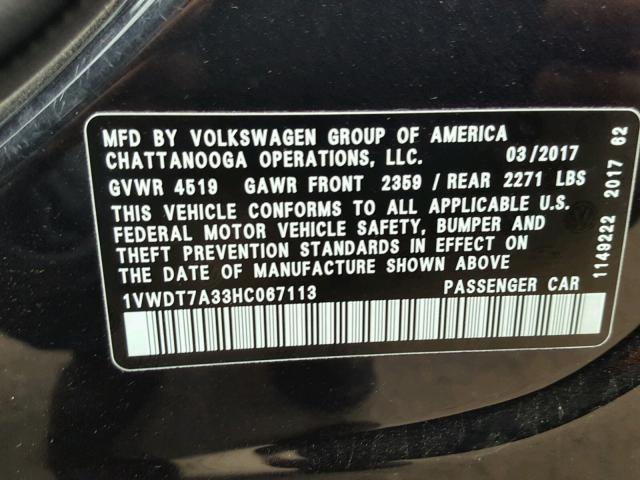 MFD BY VOLKSWAGEN GROUP OF AMERICA
CHATTANOOGA OPERATIONS, LLC. 03/2017
GVWR 4519 GAWR FRONT 2359 / REAR 2271 LBS
THIS VEHICLE CONFORMS TO ALL APPLICABLE U.S.
FEDERAL MOTOR VEHICLE SAFETY, BUMPER AND
THEFT PREVENTION STANDARDS IN EFFECT ON
THE DATE OF MANUFACTURE SHOWN ABOVE
1VWDT7A33HC067113 PASSENGER CAR
1149222 2017 62